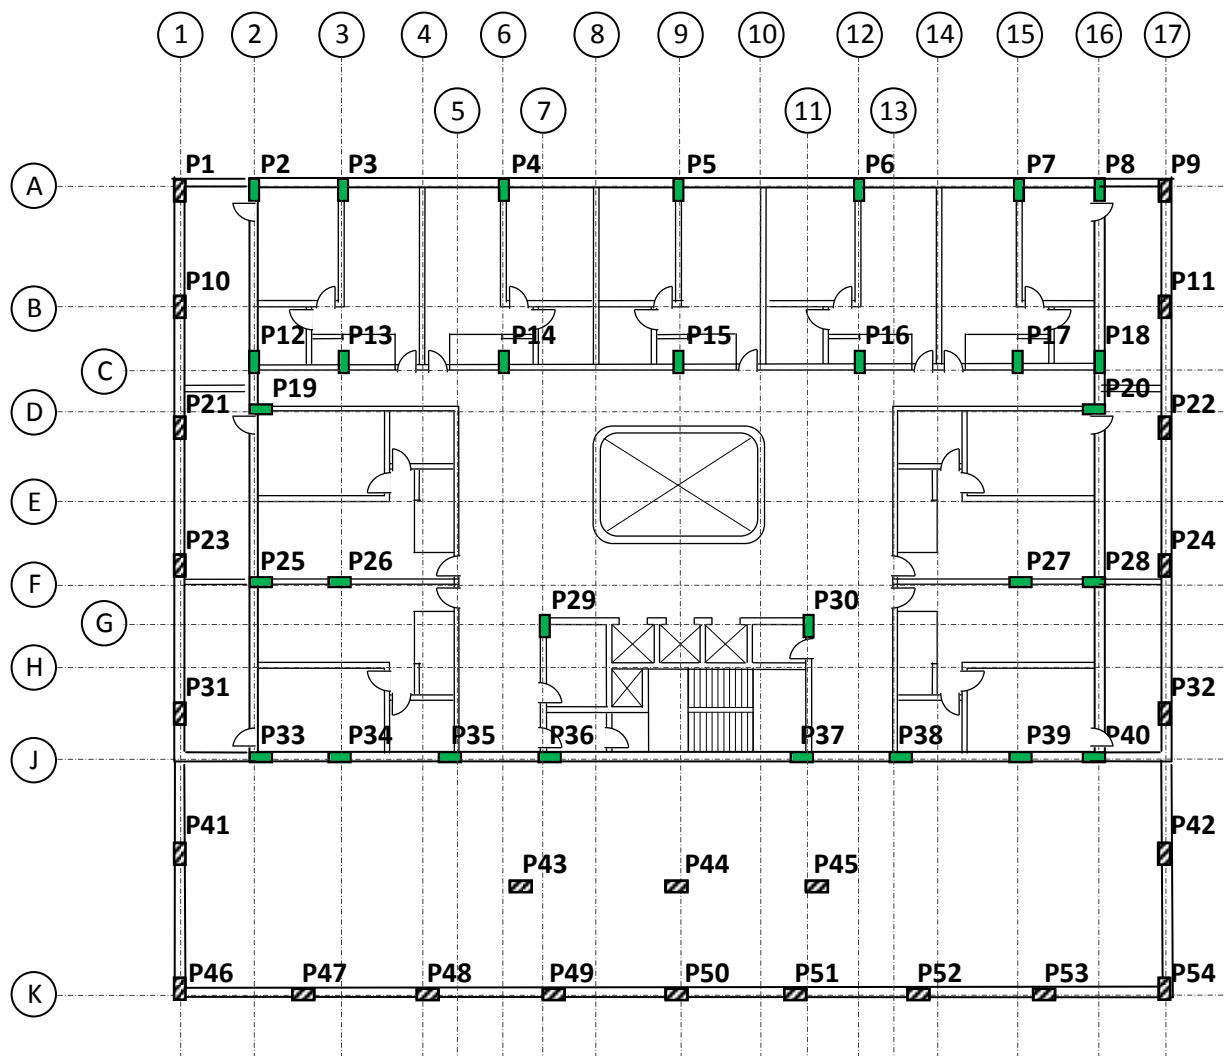 1 2 3 4 6 8 9 10 12 14 15 16 17
5 7 11 13
A P1 P2 P3 P4 P5 P6 P7 P8 P9
B P10 P11
C P12 P13 P14 P15 P16 P17 P18
D P19 P20
P21 P22
E
P23 P24
F P25 P26 P27 P28
G P29 P30
H
P31 P32
J P33 P34 P35 P36 P37 P38 P39 P40
P41 P42
P43 P44 P45
K P46 P47 P48 P49 P50 P51 P52 P53 P54